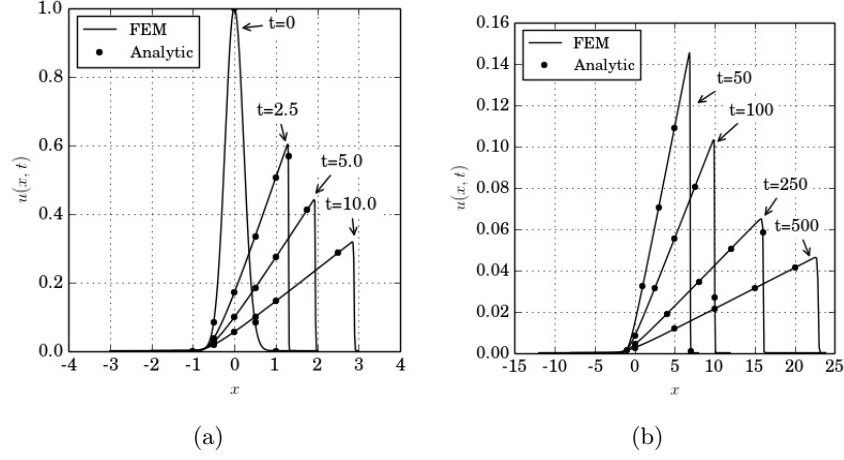 1.0
0.8
0.6
0.4
0.2
0.0
u(x, t)
FEM
Analytic
t=0
t=2.5
t=5.0
t=10.0
-4 -3 -2 -1 0 1 2 3 4
x
(a)
0.16
0.14
0.12
0.10
0.08
0.06
0.04
0.02
0.00
u(x, t)
FEM
Analytic
t=50
t=100
t=250
t=500
-15 -10 -5 0 5 10 15 20 25
x
(b)